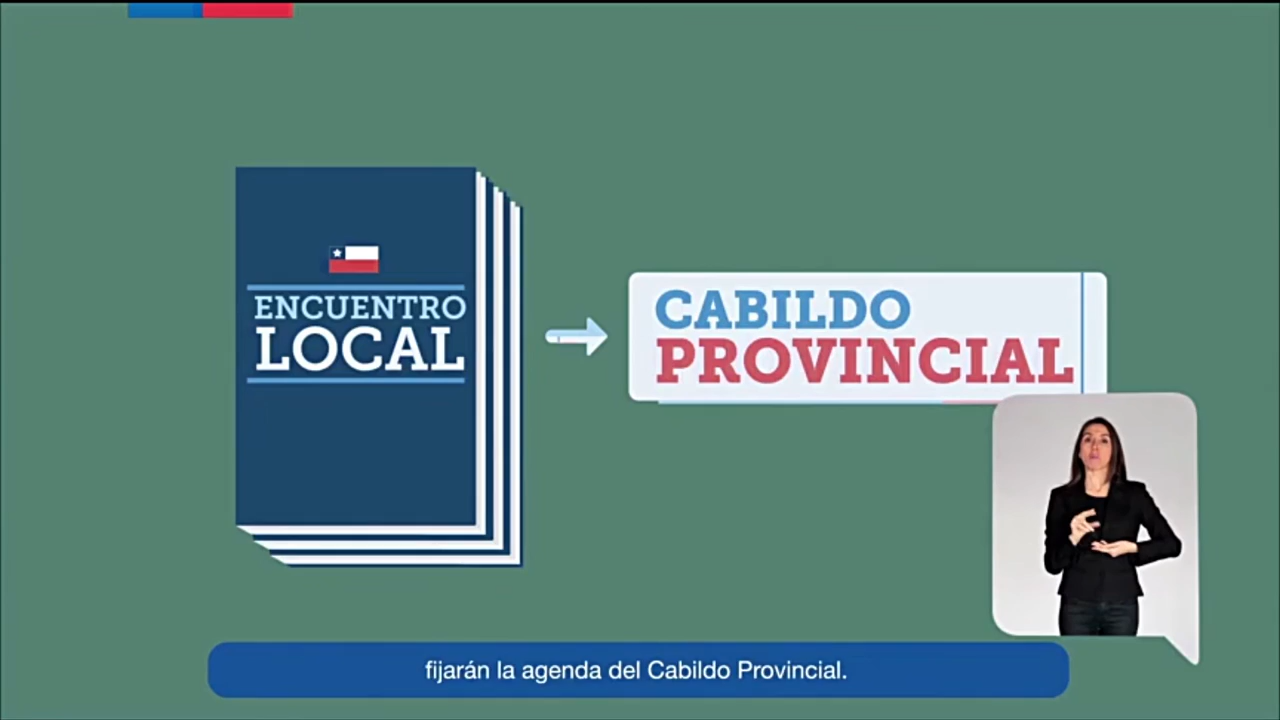 ENCUENTRO
LOCAL
CABILDO
PROVINCIAL
fijarán la agenda del Cabildo Provincial.